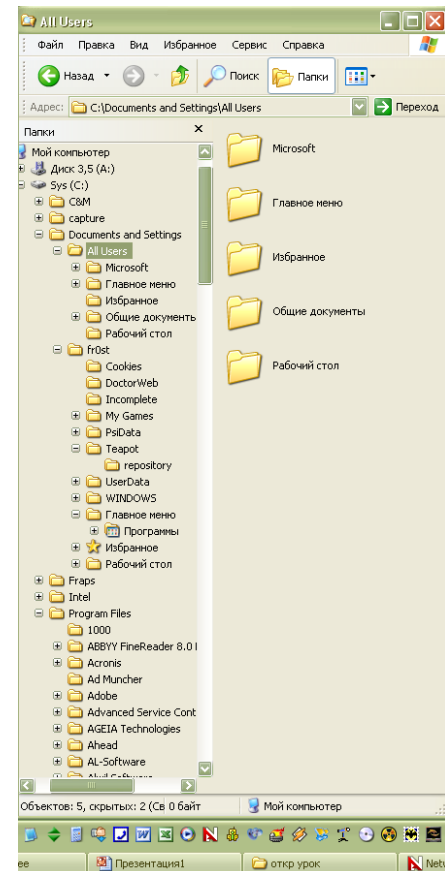 All Users
Файл Правка Вид Избранное Сервис Справка
Назад Поиск Папки
Адрес: C:\Documents and Settings\All Users Переход
Папки
Мой компьютер
Диск 3,5 (A:)
Sys (C:)
C&M
capture
Documents and Settings
All Users
Microsoft
Главное меню
Избранное
Общие документь
Рабочий стол
fr0st
Cookies
DoctorWeb
Incomplete
My Games
PsiData
Teapot
repository
UserData
WINDOWS
Главное меню
Программы
Избранное
Рабочий стол
Fraps
Intel
Program Files
1000
ABBYY FineReader 8.0
Acronis
Ad Muncher
Adobe
Advanced Service Cont
AGEIA Technologies
Ahead
AL-Software
Microsoft
Главное меню
Избранное
Общие документы
Рабочий стол
Объектов: 5, скрытых: 2 (Св 0 байт Мой компьютер
ее Презентация1 откр урок Netv